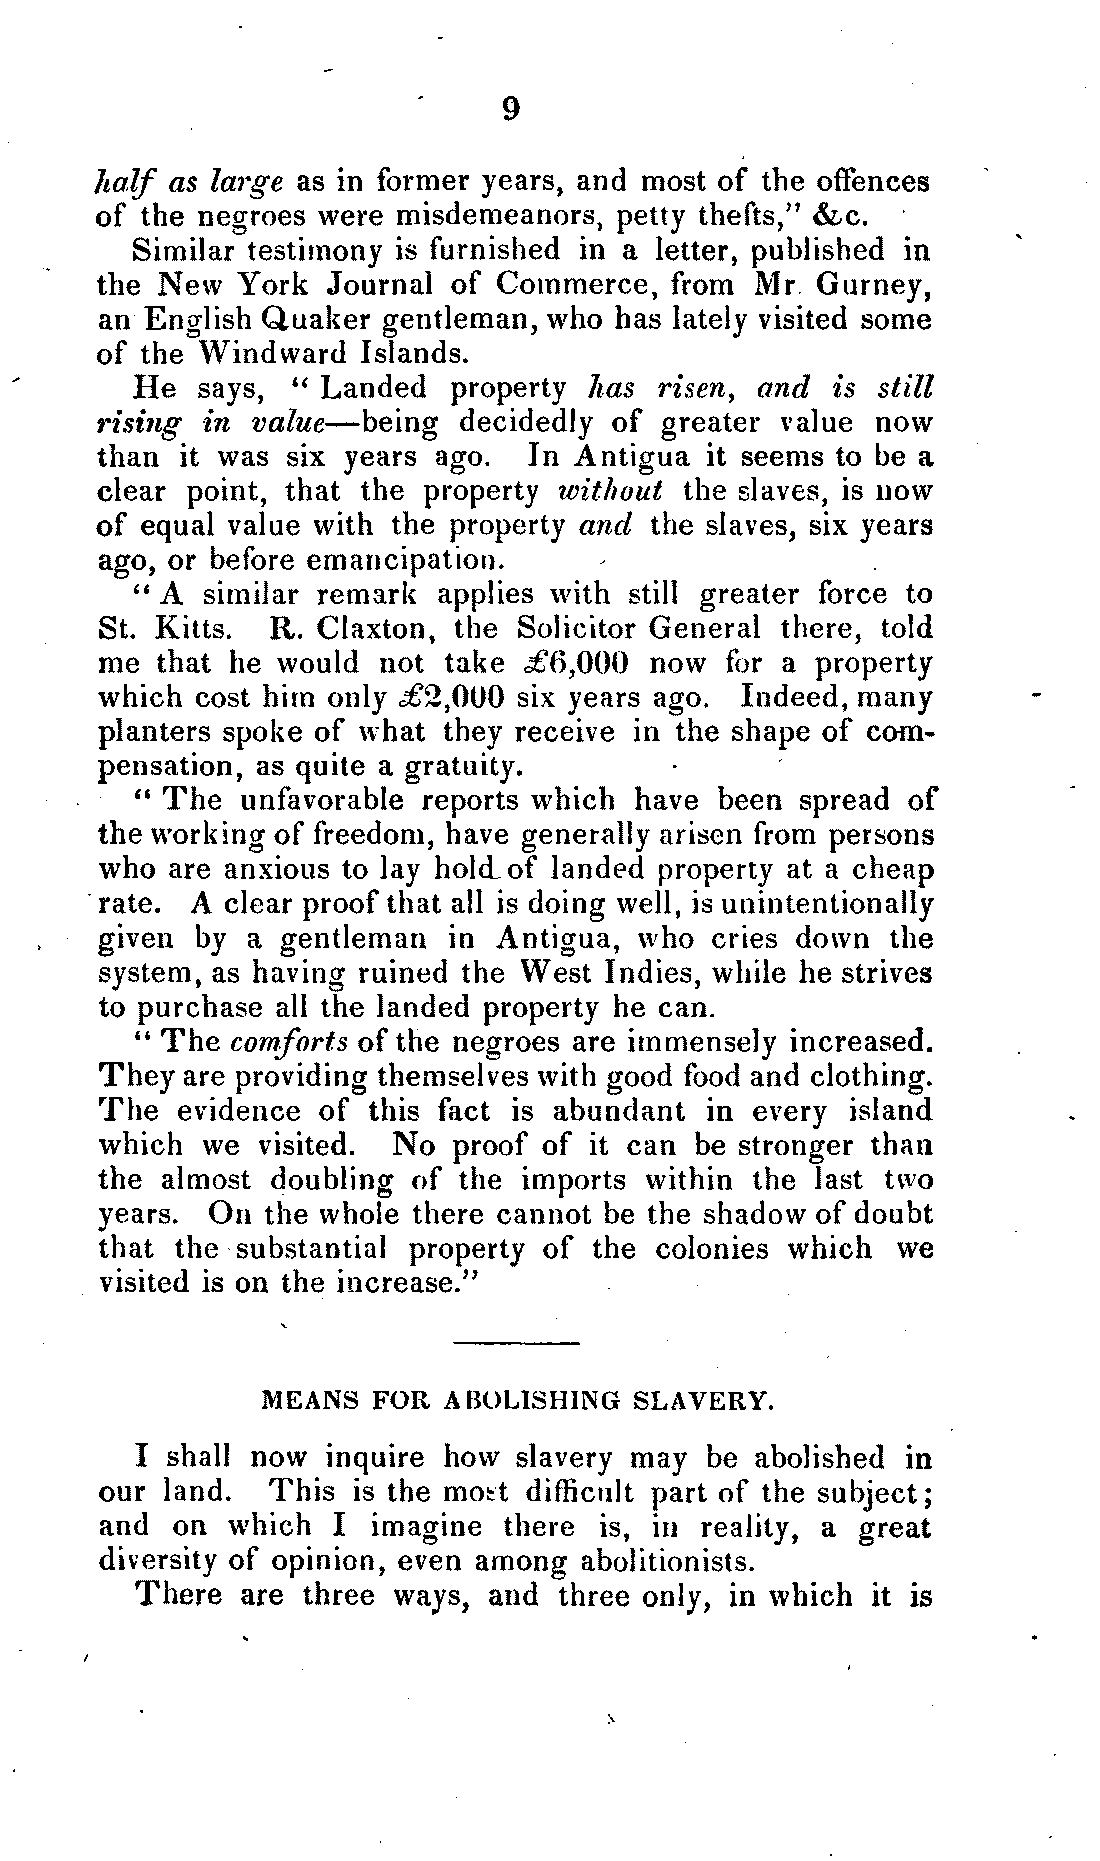 9
half as large as in former years, and most of the offences
of the negroes were misdemeanors, petty thefts," &c.
Similar testimony is furnished in a letter, published in
the New York Journal of Commerce, from Mr. Gurney,
an English Quaker gentleman, who has lately visited some
of the Windward Islands.
He says, "Landed property has risen, and is still
rising in value—being decidedly of greater value now
than it was six years ago. In Antigua it seems to be a
clear point, that the property without the slaves, is now
of equal value with the property and the slaves, six years
ago, or before emancipation.
"A similar remark applies with still greater force to
St. Kitts. R. Claxton, the Solicitor General there, told
me that he would not take £6,000 now for a property
which cost him only £2,000 six years ago. Indeed, many
planters spoke of what they receive in the shape of com-
pensation, as quite a gratuity.
"The unfavorable reports which have been spread of
the working of freedom, have generally arisen from persons
who are anxious to lay hold of landed property at a cheap
rate. A clear proof that all is doing well, is unintentionally
given by a gentleman in Antigua, who cries down the
system, as having ruined the West Indies, while he strives
to purchase all the landed property he can.
"The comforts of the negroes are immensely increased.
They are providing themselves with good food and clothing.
The evidence of this fact is abundant in every island
which we visited. No proof of it can be stronger than
the almost doubling of the imports within the last two
years. On the whole there cannot be the shadow of doubt
that the substantial property of the colonies which we
visited is on the increase."
MEANS FOR ABOLISHING SLAVERY.
I shall now inquire how slavery may be abolished in
our land. This is the most difficult part of the subject;
and on which I imagine there is, in reality, a great
diversity of opinion, even among abolitionists.
There are three ways, and three only, in which it is